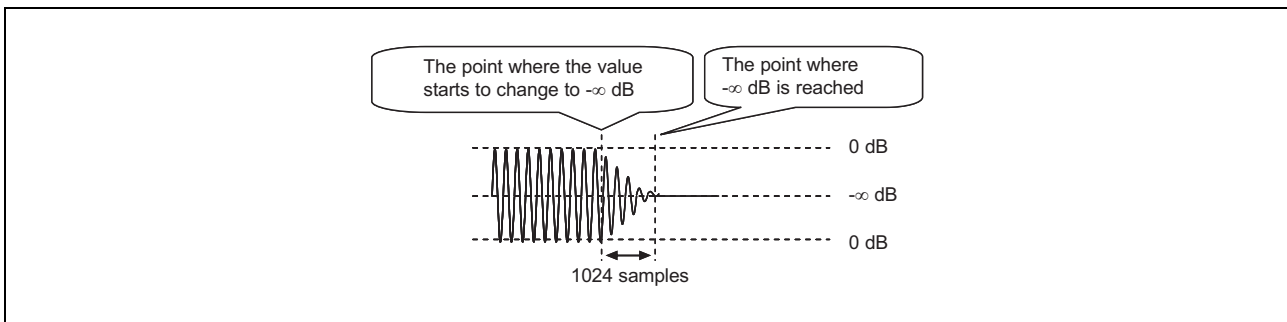 The point where the value
starts to change to -∞ dB
The point where
-∞ dB is reached
0 dB
-∞ dB
0 dB
1024 samples